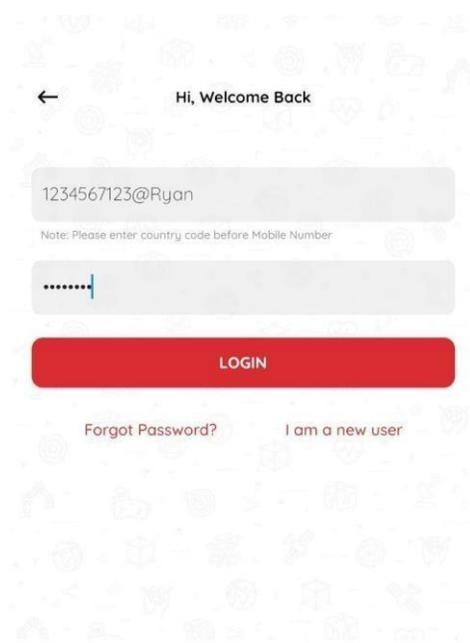 Hi, Welcome Back
1234567123@Ryan
Note: Please enter country code before Mobile Number
••••••••
LOGIN
Forgot Password? I am a new user